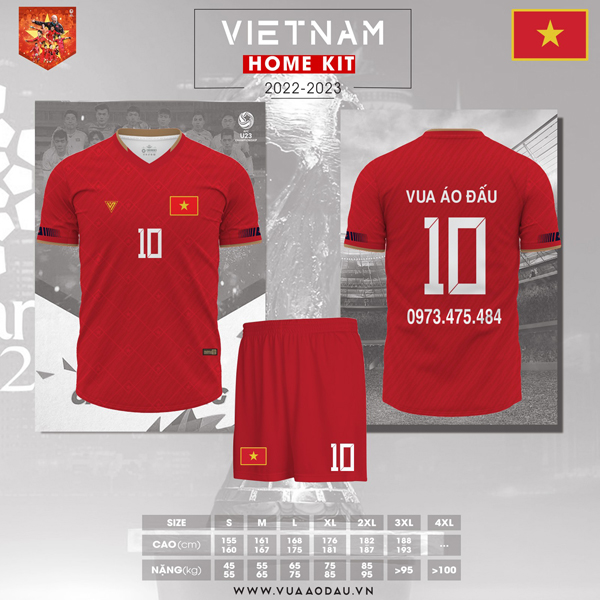 VIETNAM
HOME KIT
2022-2023
U23
10
VUA ÁO ĐẤU
10
0973.475.484
10
SIZE S M L XL 2XL 3XL 4XL
CAO(cm) 155 160 161 167 168 175 176 181 182 187 188 193 ...
NẶNG(kg) 45 55 55 65 65 75 75 85 85 95 >95 >100
WWW.VUAAODAU.VN